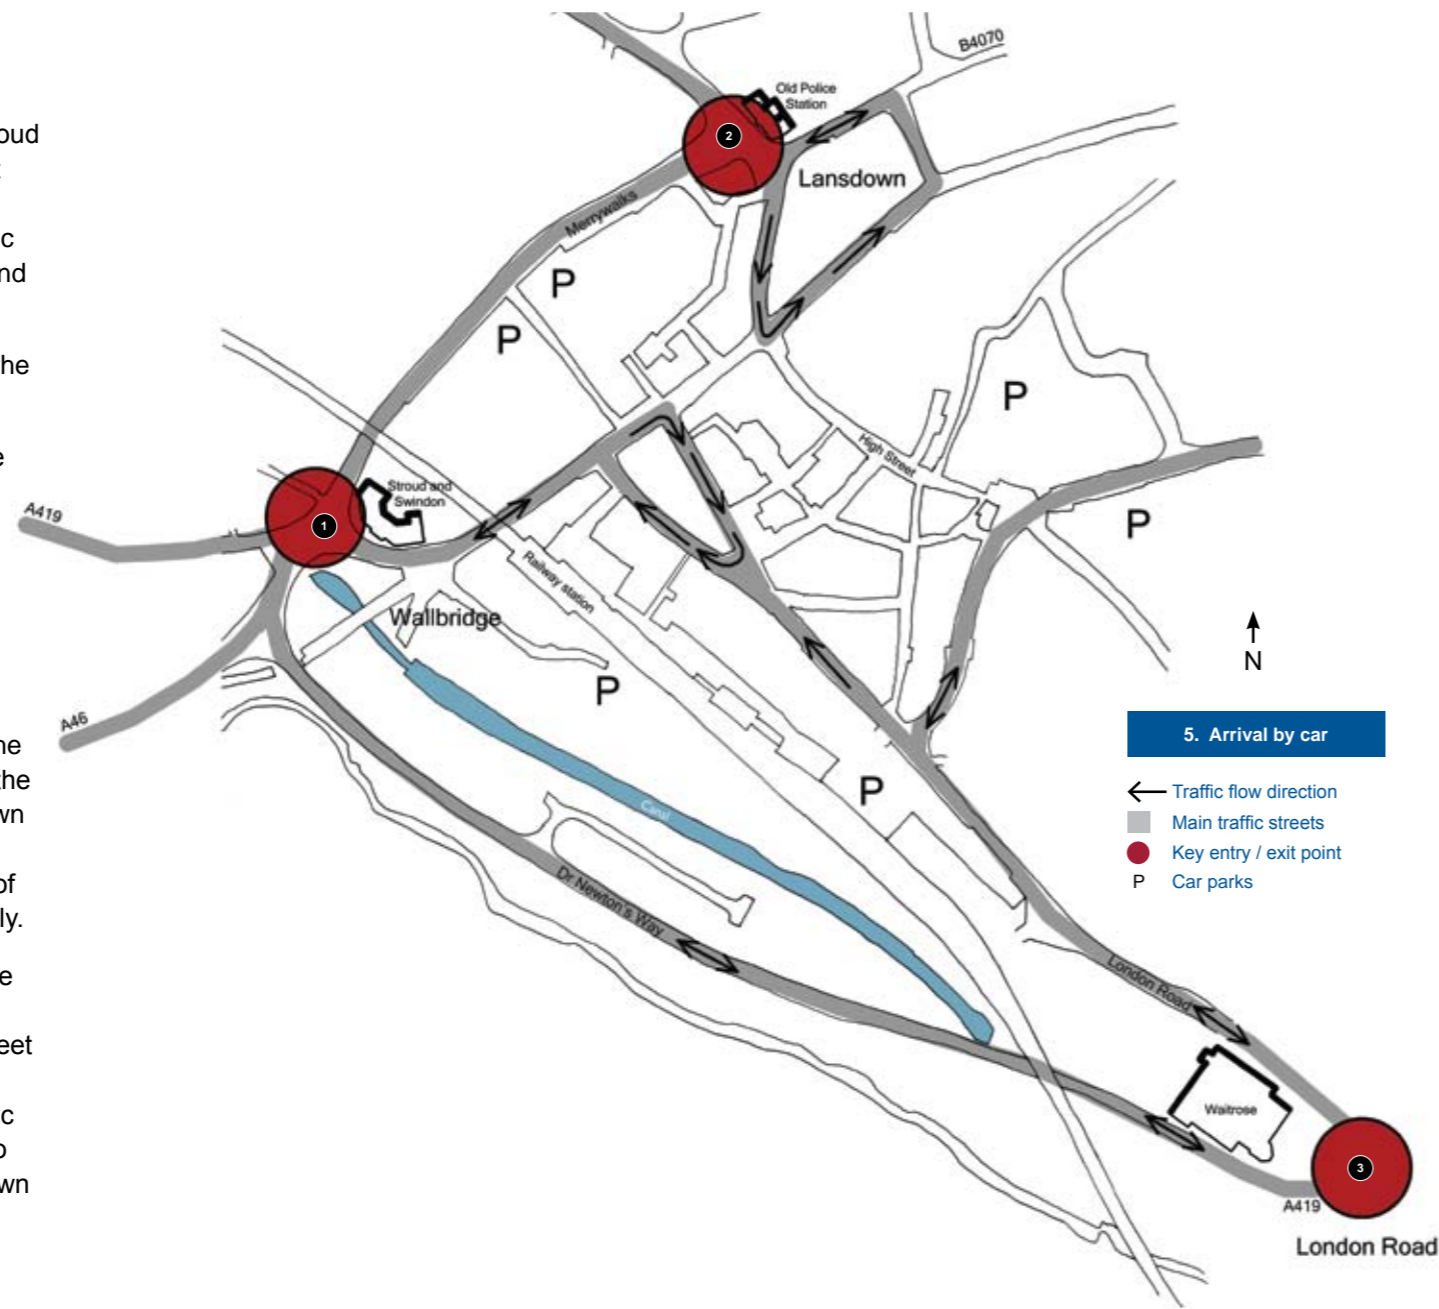 oud
c
nd
he
e
ne
the
wn
of
ly.
e
eet
c
o
wn
B4070
Old Police
Station
2
Lansdown
Merrywalks
P
P
P
High Street
A419
Stroud and
Swindon
1
Railway station
P
Wallbridge
N
P
A46
5. Arrival by car
P
Traffic flow direction
Main traffic streets
Key entry / exit point
P Car parks
Canal
Dr Newton's Way
London Road
Waitrose
3
A419
London Road